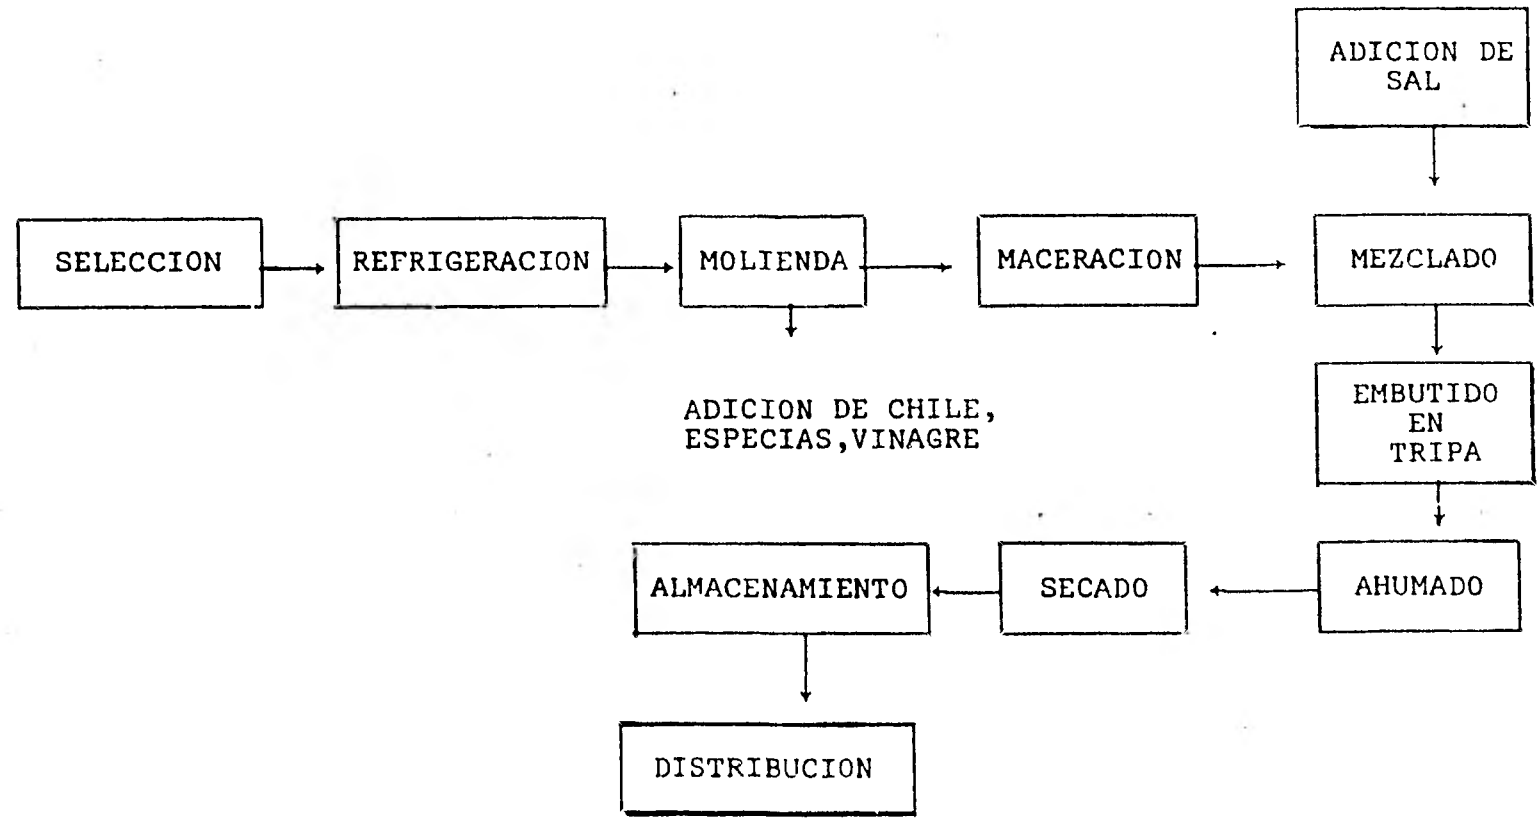 ADICION DE
SAL
SELECCION
REFRIGERACION
MOLIENDA
MACERACION
MEZCLADO
ADICION DE CHILE,
ESPECIAS,VINAGRE
EMBUTIDO
EN
TRIPA
ALMACENAMIENTO
SECADO
AHUMADO
DISTRIBUCION